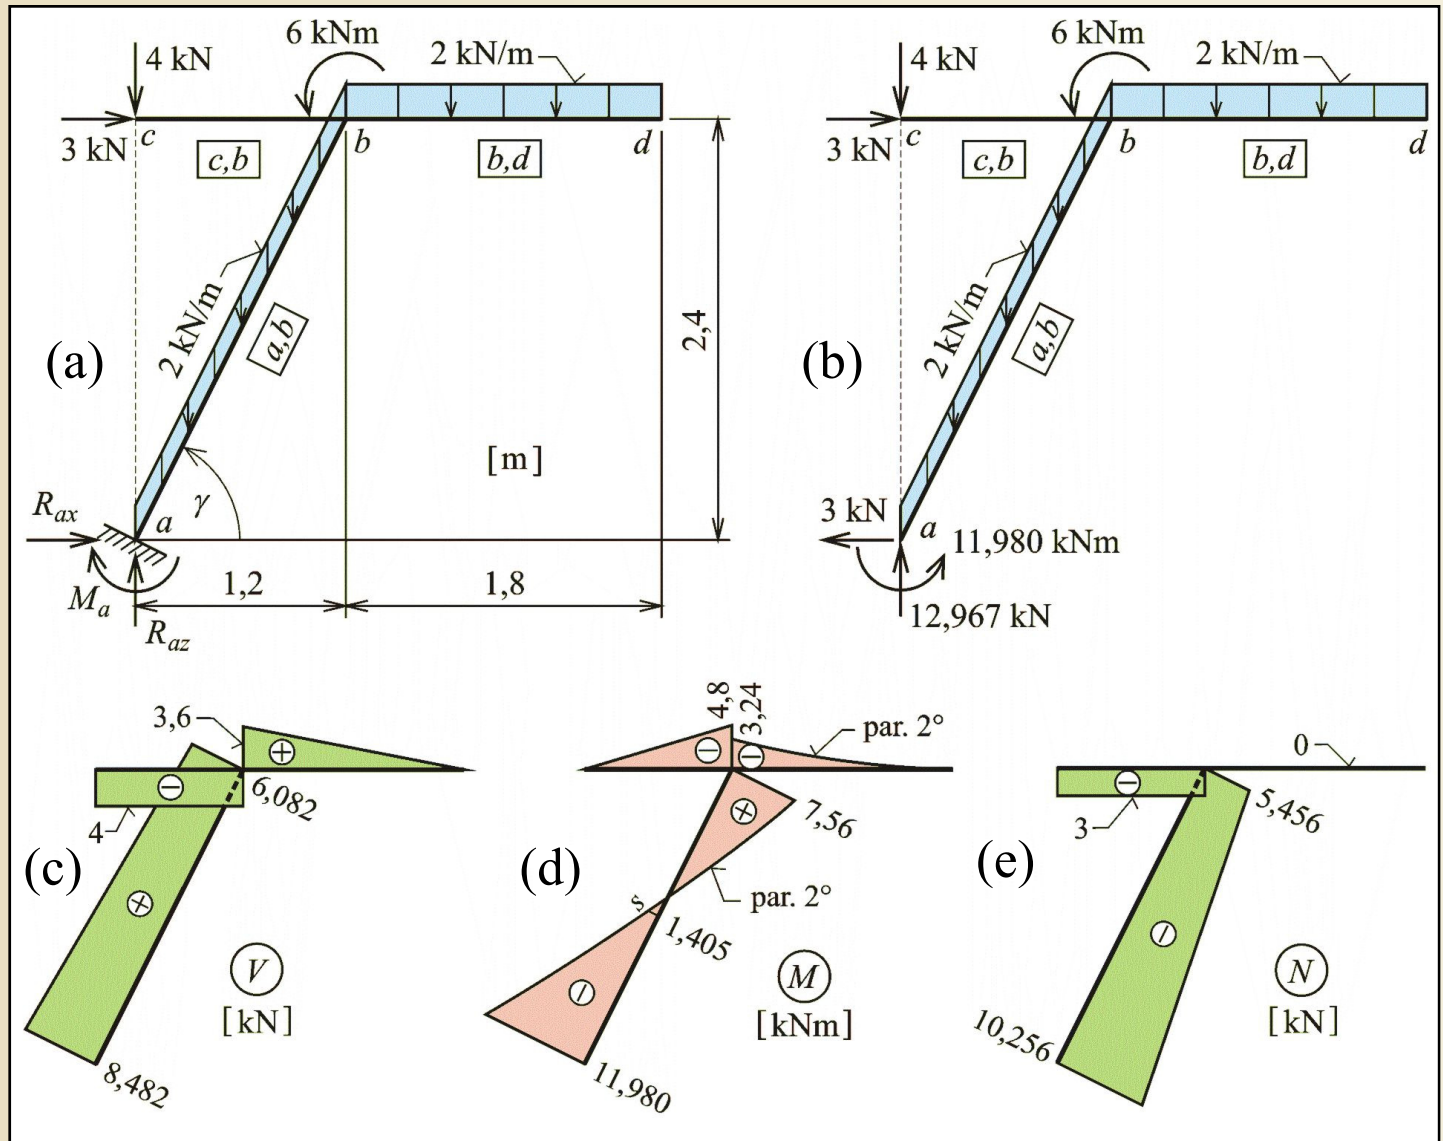 4 kN
6 kNm
2 kN/m
3 kN
c
b
d
c,b
b,d
2 kN/m
a,b
2,4
(a)
[m]
R_ax
a
γ
M_a
R_az
1,2
1,8
4 kN
6 kNm
2 kN/m
3 kN
c
b
d
c,b
b,d
2 kN/m
a,b
(b)
3 kN
a
11,980 kNm
12,967 kN
3,6
+
−
6,082
4
(c)
+
V
[kN]
8,482
4,8
3,24
par. 2°
−
−
+
7,56
(d)
par. 2°
s
1,405
−
M
[kNm]
11,980
0
−
5,456
3
(e)
−
N
[kN]
10,256